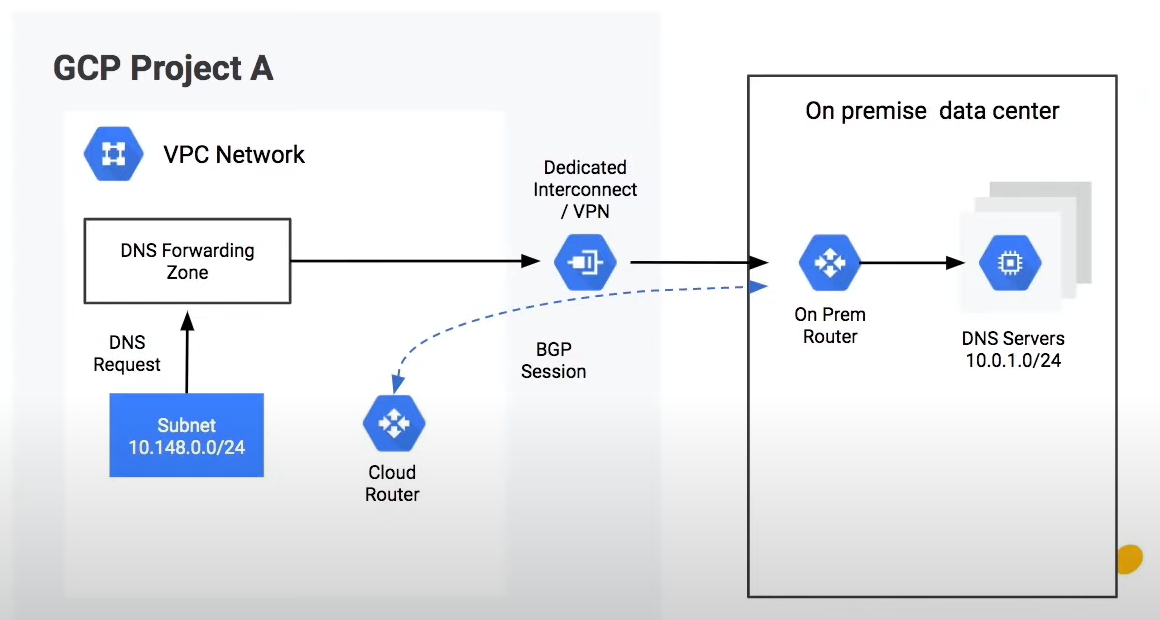 GCP Project A
VPC Network
DNS Forwarding
Zone
DNS
Request
Subnet
10.148.0.0/24
Cloud
Router
Dedicated
Interconnect
/ VPN
BGP
Session
On premise  data center
On Prem
Router
DNS Servers
10.0.1.0/24